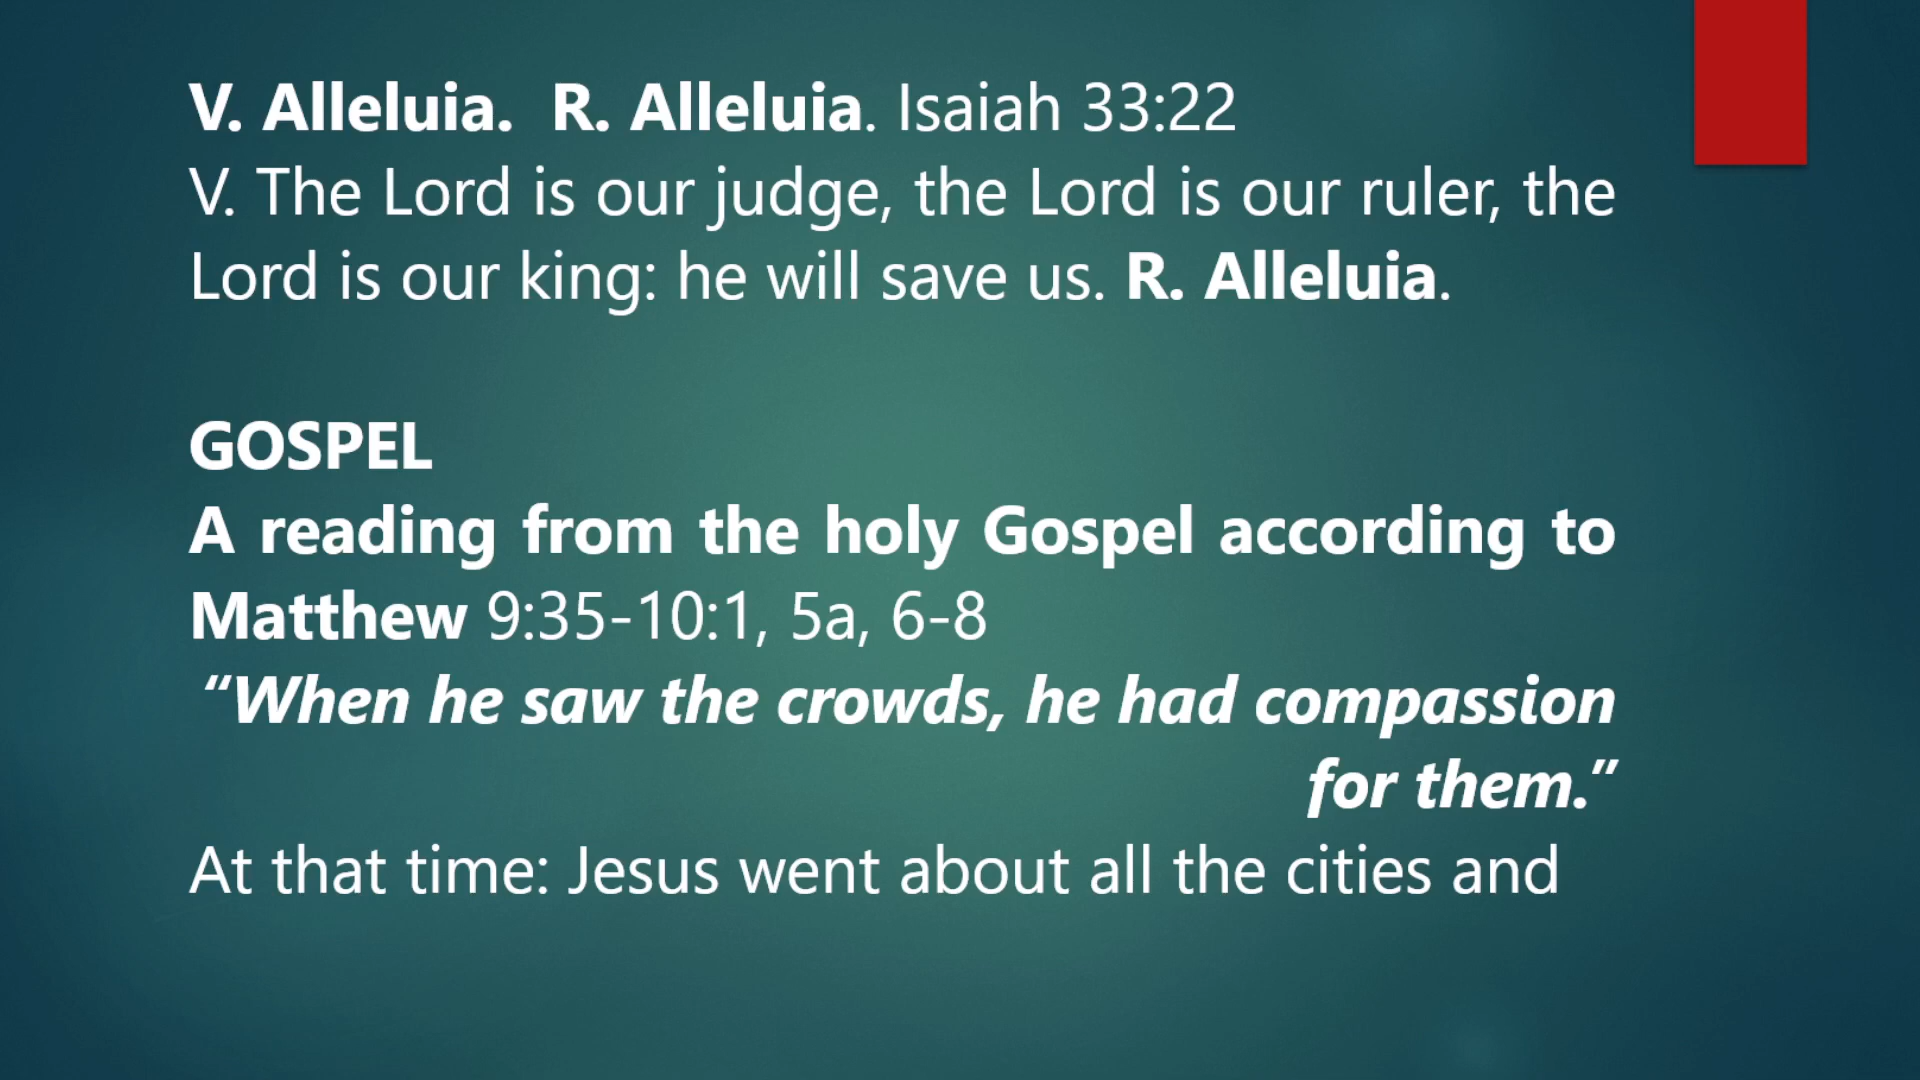 V. Alleluia.  R. Alleluia. Isaiah 33:22
V. The Lord is our judge, the Lord is our ruler, the
Lord is our king: he will save us. R. Alleluia.
GOSPEL
A reading from the holy Gospel according to
Matthew 9:35-10:1, 5a, 6-8
“When he saw the crowds, he had compassion
for them.”
At that time: Jesus went about all the cities and